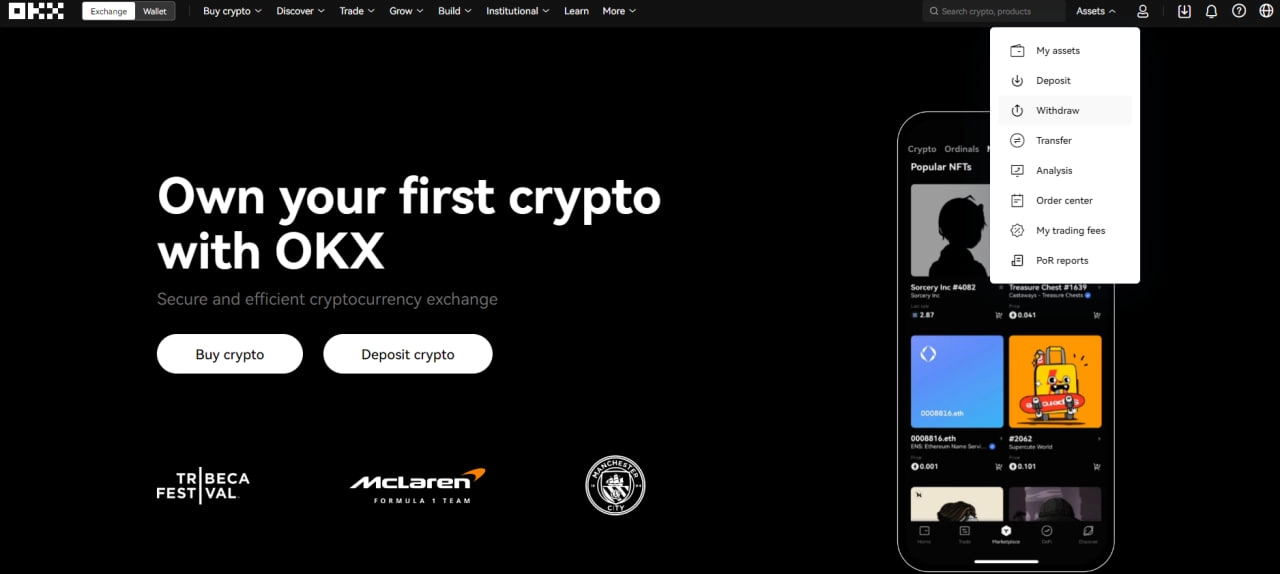 OKX
Exchange Wallet Buy crypto Discover Trade Grow Build Institutional Learn More Search crypto, products Assets
My assets
Deposit
Withdraw
Transfer
Analysis
Order center
My trading fees
PoR reports
Own your first crypto
with OKX
Secure and efficient cryptocurrency exchange
Buy crypto Deposit crypto
TRIBECA
FESTIVAL
McLaren
FORMULA 1 TEAM
MANCHESTER
CITY
Crypto Ordinals
Popular NFTs
Sorcery Inc #4082 Treasure Chest #1639
Sorcery Inc Castaways - Treasure Chests
2.87 0.041
0008816.eth
0008816.eth #2062
ENS: Ethereum Name Servi... Supercute World
Price Price
0.001 0.101
Home Trade Marketplace DeFi Discover